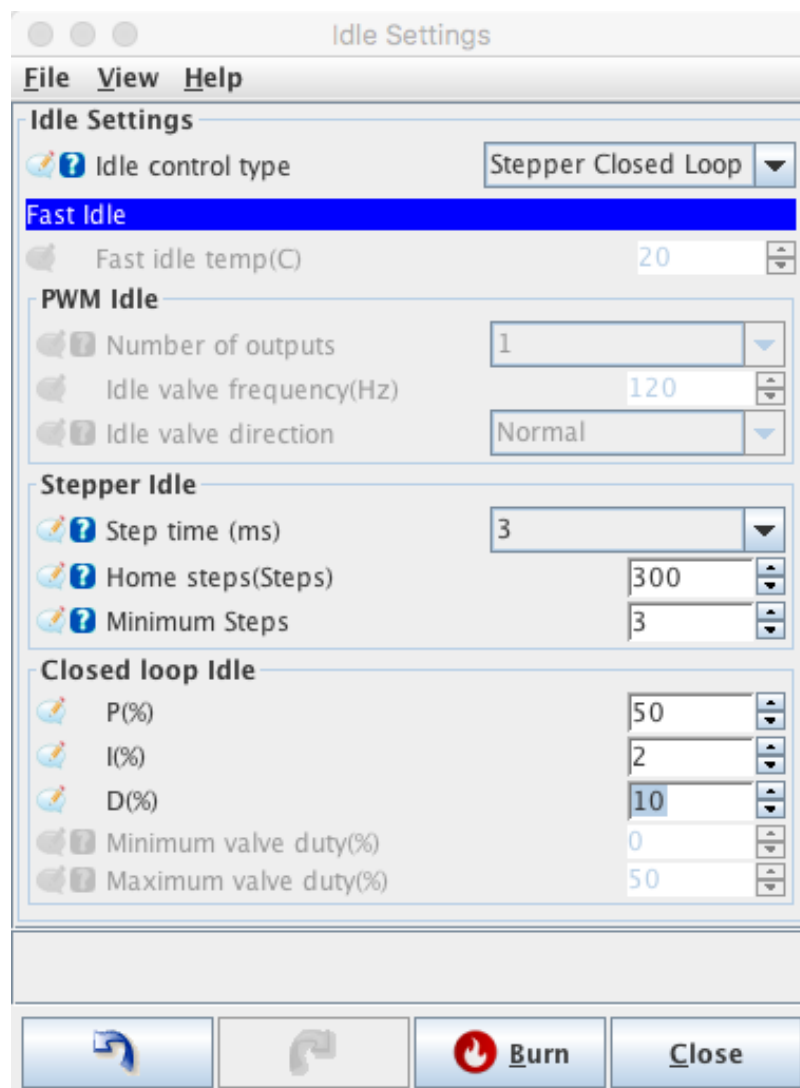 Idle Settings
File View Help
Idle Settings
Idle control type Stepper Closed Loop
Fast Idle
Fast idle temp(C) 20
PWM Idle
Number of outputs 1
Idle valve frequency(Hz) 120
Idle valve direction Normal
Stepper Idle
Step time (ms) 3
Home steps(Steps) 300
Minimum Steps 3
Closed loop Idle
P(%) 50
I(%) 2
D(%) 10
Minimum valve duty(%) 0
Maximum valve duty(%) 50
Burn Close